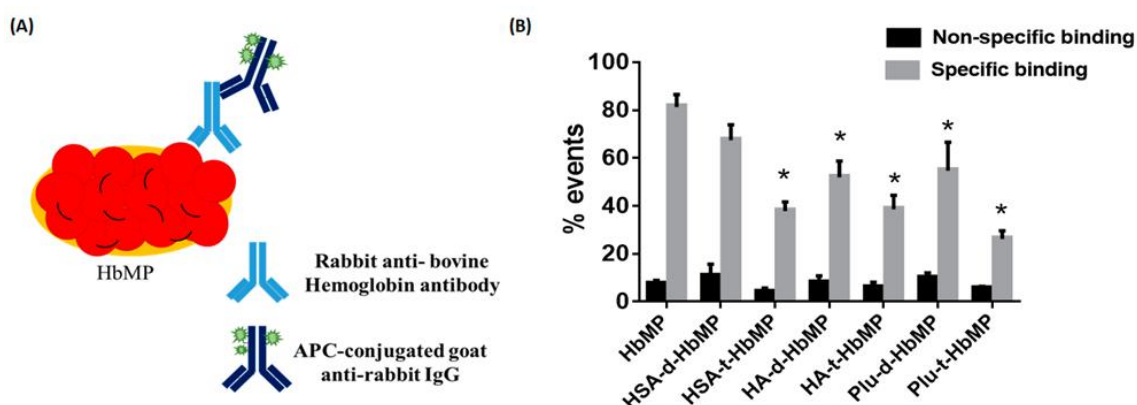 (A)
HbMP
Rabbit anti- bovine
Hemoglobin antibody
APC-conjugated goat
anti-rabbit IgG
(B)
Non-specific binding
Specific binding
% events
100
80
60
40
20
0
*
*
*
*
*
HbMP
HSA-d-HbMP
HSA-t-HbMP
HA-d-HbMP
HA-t-HbMP
Plu-d-HbMP
Plu-t-HbMP